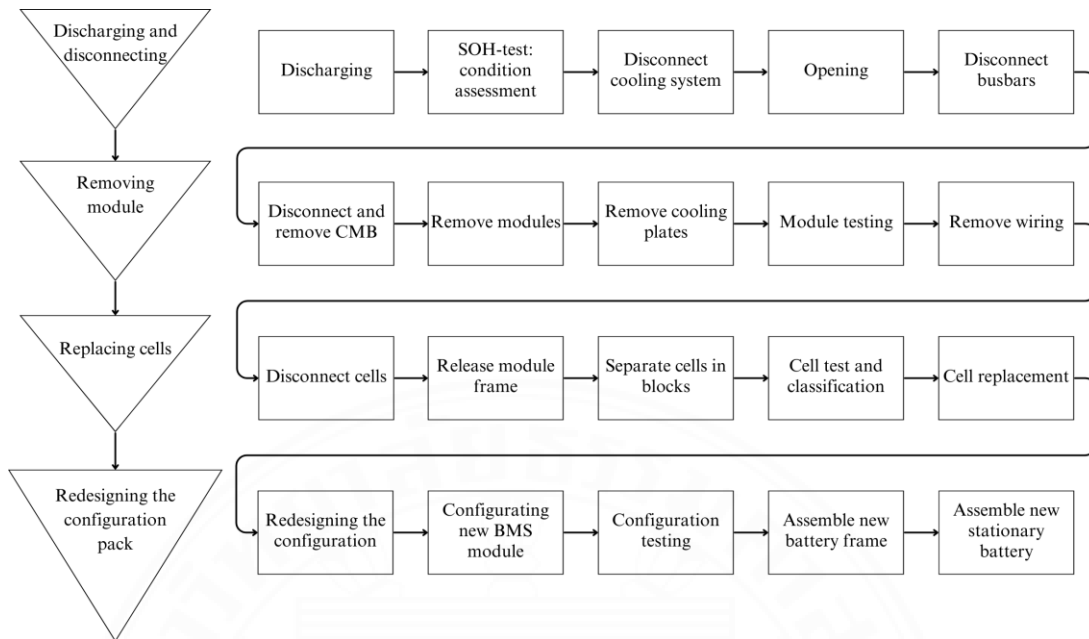 Discharging and
disconnecting
Discharging
SOH-test:
condition
assessment
Disconnect
cooling system
Opening
Disconnect
busbars
Removing
module
Disconnect and
remove CMB
Remove modules
Remove cooling
plates
Module testing
Remove wiring
Replacing cells
Disconnect cells
Release module
frame
Separate cells in
blocks
Cell test and
classification
Cell replacement
Redesigning the
configuration
pack
Redesigning the
configuration
Configurating
new BMS
module
Configuration
testing
Assemble new
battery frame
Assemble new
stationary
battery